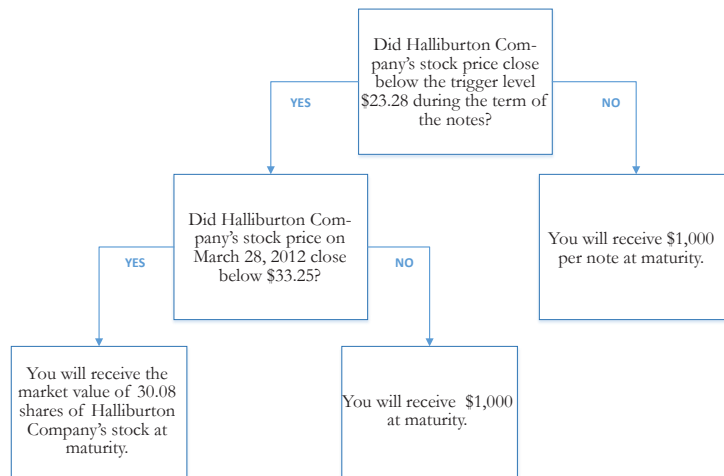 Did Halliburton Com-
pany's stock price close
below the trigger level
$23.28 during the term of
the notes?
YES
NO
Did Halliburton Com-
pany's stock price on
March 28, 2012 close
below $33.25?
You will receive $1,000
per note at maturity.
YES
NO
You will receive the
market value of 30.08
shares of Halliburton
Company's stock at
maturity.
You will receive $1,000
at maturity.